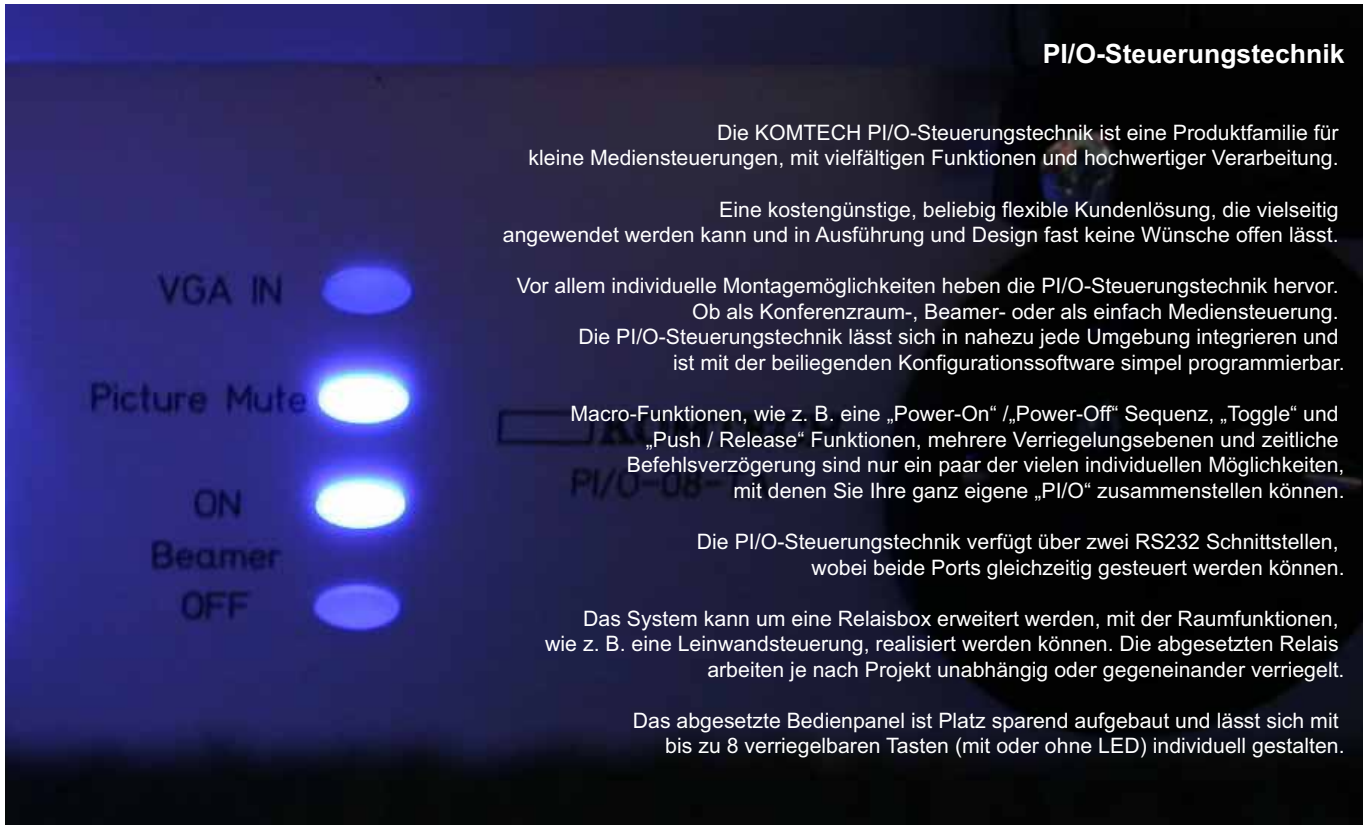 PI/O-Steuerungstechnik
Die KOMTECH PI/O-Steuerungstechnik ist eine Produktfamilie für
kleine Mediensteuerungen, mit vielfältigen Funktionen und hochwertiger Verarbeitung.
Eine kostengünstige, beliebig flexible Kundenlösung, die vielseitig
angewendet werden kann und in Ausführung und Design fast keine Wünsche offen lässt.
Vor allem individuelle Montagemöglichkeiten heben die PI/O-Steuerungstechnik hervor.
Ob als Konferenzraum-, Beamer- oder als einfach Mediensteuerung.
Die PI/O-Steuerungstechnik lässt sich in nahezu jede Umgebung integrieren und
ist mit der beiliegenden Konfigurationssoftware simpel programmierbar.
Macro-Funktionen, wie z. B. eine „Power-On“ /„Power-Off“ Sequenz, „Toggle“ und
„Push / Release“ Funktionen, mehrere Verriegelungsebenen und zeitliche
Befehlsverzögerung sind nur ein paar der vielen individuellen Möglichkeiten,
mit denen Sie Ihre ganz eigene „PI/O“ zusammenstellen können.
Die PI/O-Steuerungstechnik verfügt über zwei RS232 Schnittstellen,
wobei beide Ports gleichzeitig gesteuert werden können.
Das System kann um eine Relaisbox erweitert werden, mit der Raumfunktionen,
wie z. B. eine Leinwandsteuerung, realisiert werden können. Die abgesetzten Relais
arbeiten je nach Projekt unabhängig oder gegeneinander verriegelt.
Das abgesetzte Bedienpanel ist Platz sparend aufgebaut und lässt sich mit
bis zu 8 verriegelbaren Tasten (mit oder ohne LED) individuell gestalten.
VGA IN
Picture Mute
ON
Beamer
OFF
KOMTECH